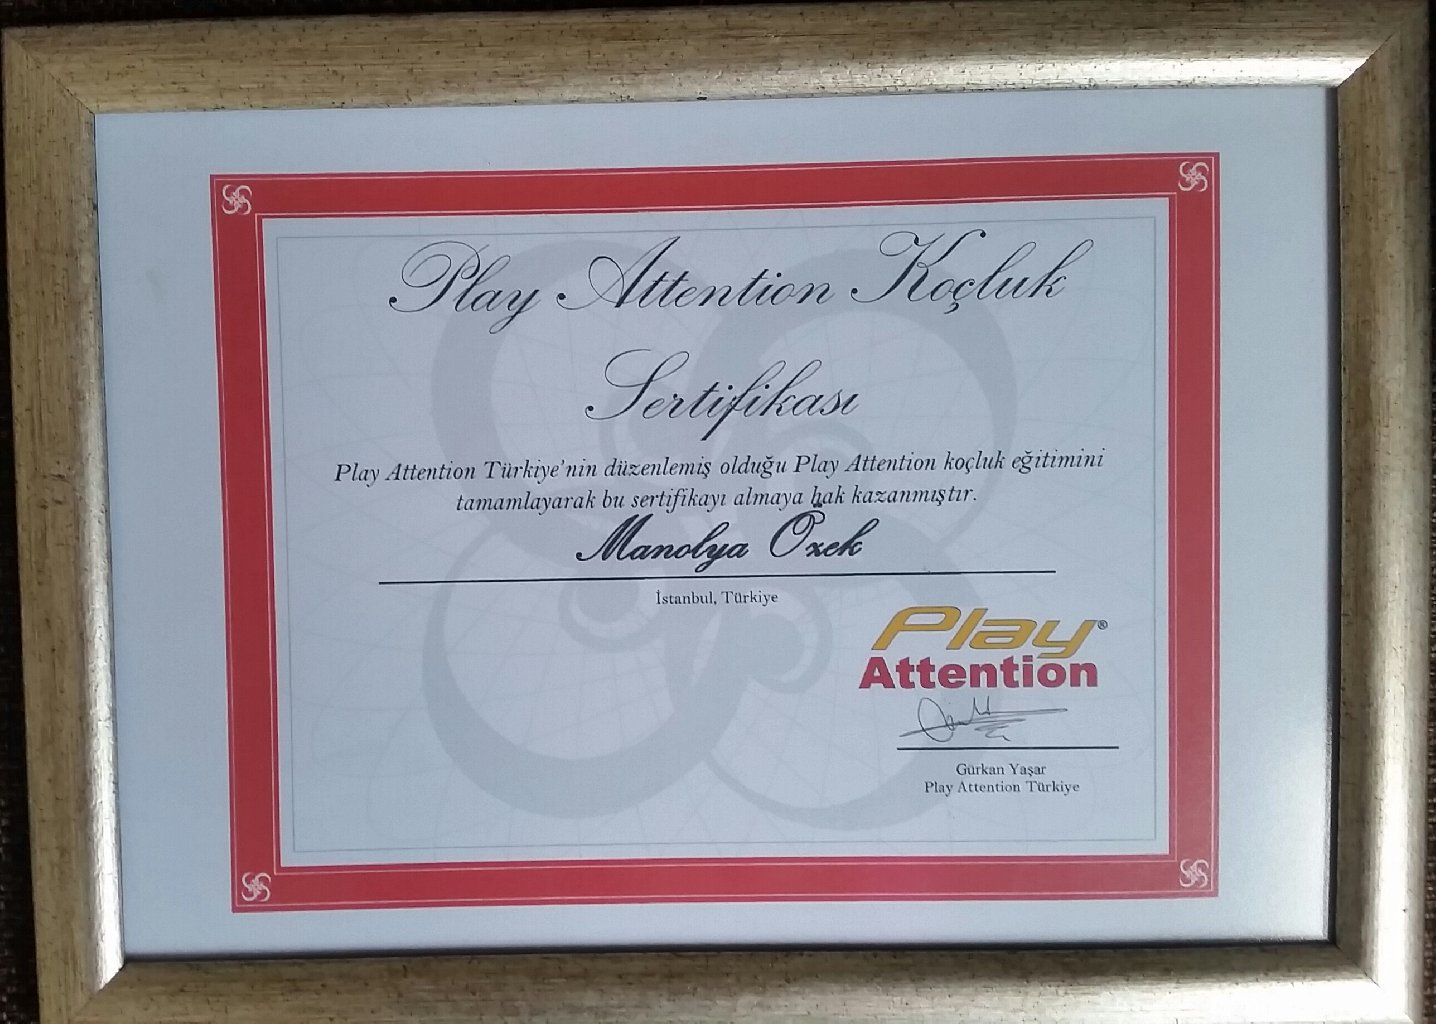 Play Attention Koçluk
Sertifikası
Play Attention Türkiye'nin düzenlemiş olduğu Play Attention koçluk eğitimini
tamamlayarak bu sertifikayı almaya hak kazanmıştır.
Manolya Özek
İstanbul, Türkiye
Play®
Attention
Gürkan Yaşar
Play Attention Türkiye